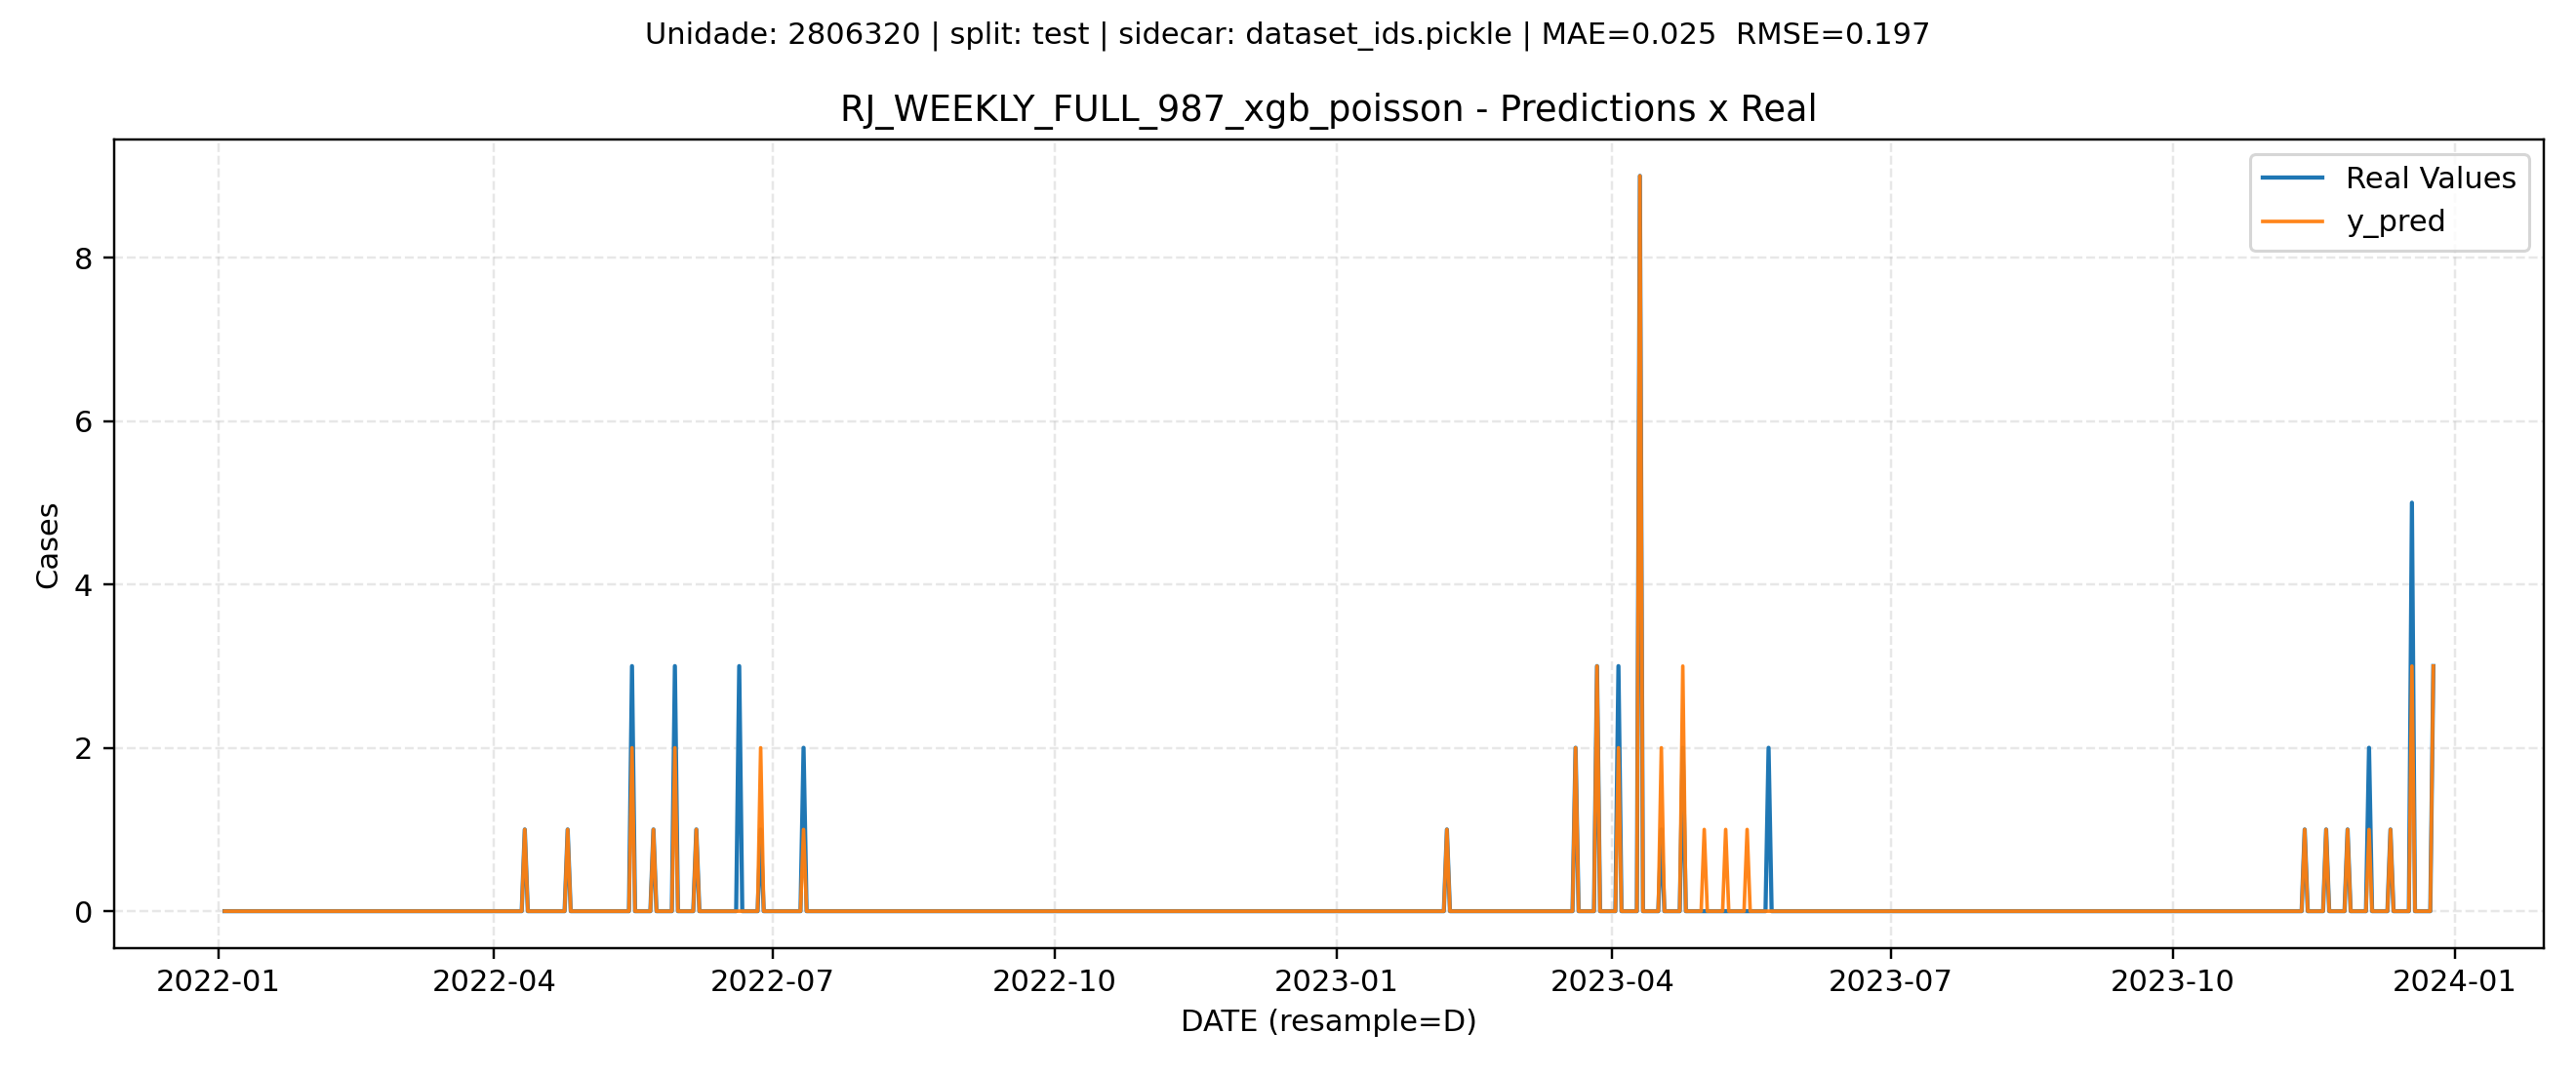 Unidade: 2806320 | split: test | sidecar: dataset_ids.pickle | MAE=0.025  RMSE=0.197
RJ_WEEKLY_FULL_987_xgb_poisson - Predictions x Real
Real Values
y_pred
8
6
4
2
0
Cases
2022-01
2022-04
2022-07
2022-10
2023-01
2023-04
2023-07
2023-10
2024-01
DATE (resample=D)